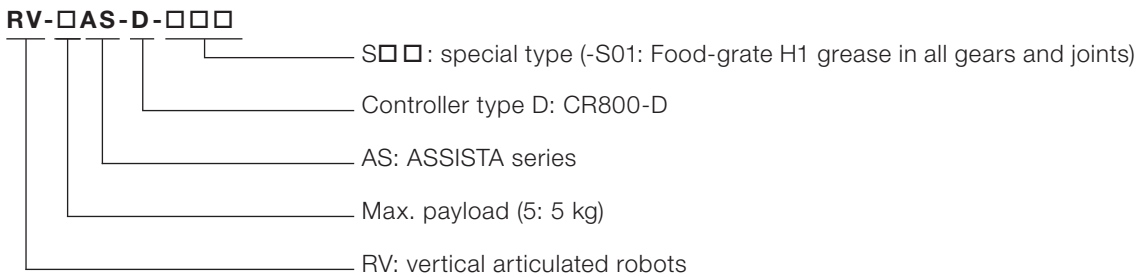 RV-□AS-D-□□□
S□□: special type (-S01: Food-grate H1 grease in all gears and joints)
Controller type D: CR800-D
AS: ASSISTA series
Max. payload (5: 5 kg)
RV: vertical articulated robots